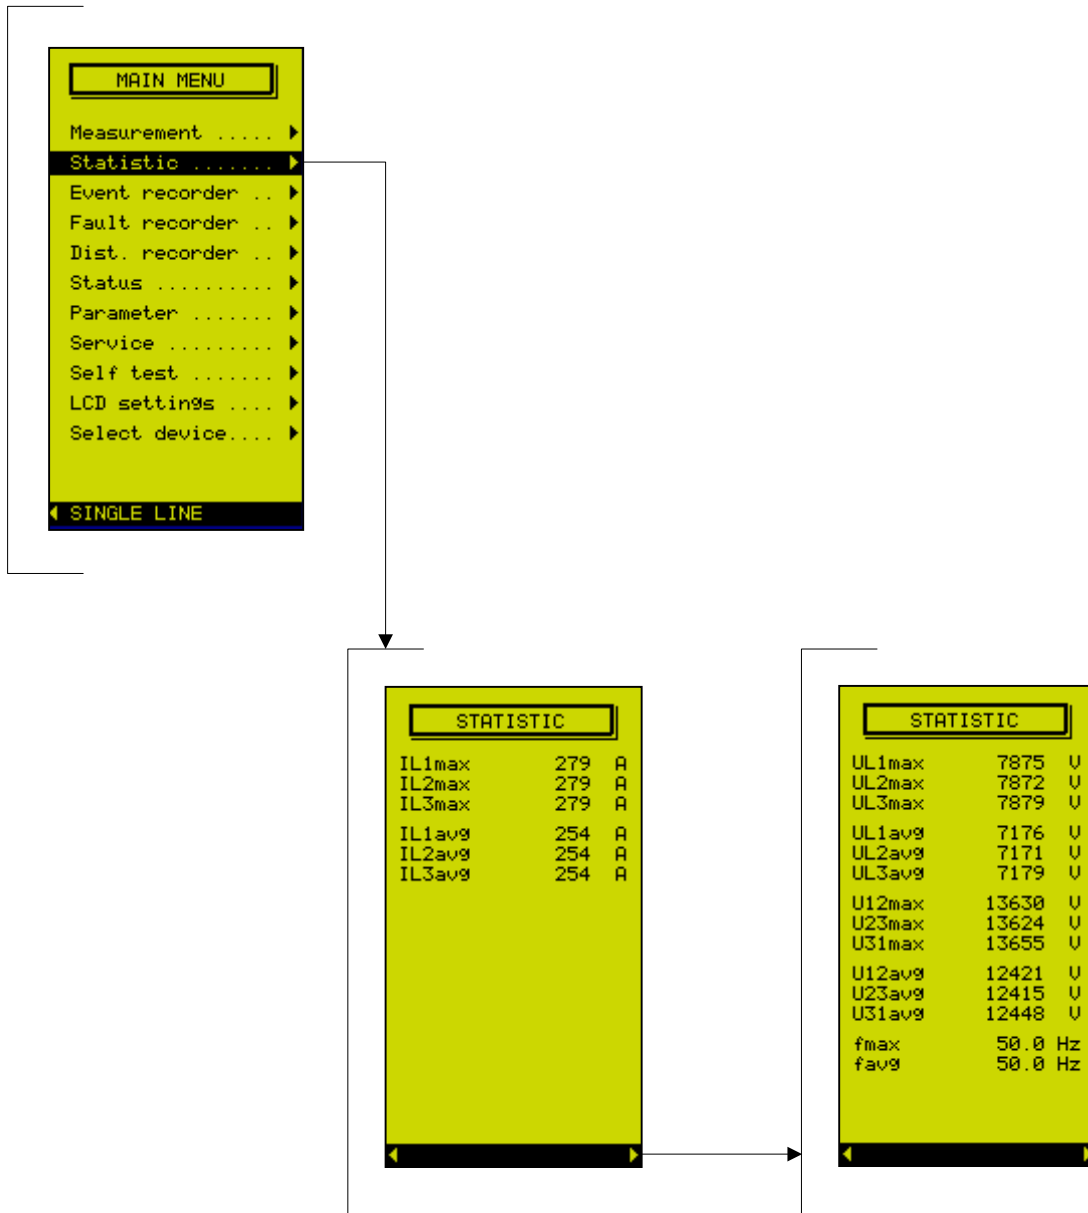 MAIN MENU
Measurement .....
Statistic .......
Event recorder ..
Fault recorder ..
Dist. recorder ..
Status ..........
Parameter .......
Service .........
Self test .......
LCD settings ....
Select device....
SINGLE LINE
STATISTIC
IL1max 279 A
IL2max 279 A
IL3max 279 A
IL1avg 254 A
IL2avg 254 A
IL3avg 254 A
STATISTIC
UL1max 7875 V
UL2max 7872 V
UL3max 7879 V
UL1avg 7176 V
UL2avg 7171 V
UL3avg 7179 V
U12max 13630 V
U23max 13624 V
U31max 13655 V
U12avg 12421 V
U23avg 12415 V
U31avg 12448 V
fmax 50.0 Hz
favg 50.0 Hz